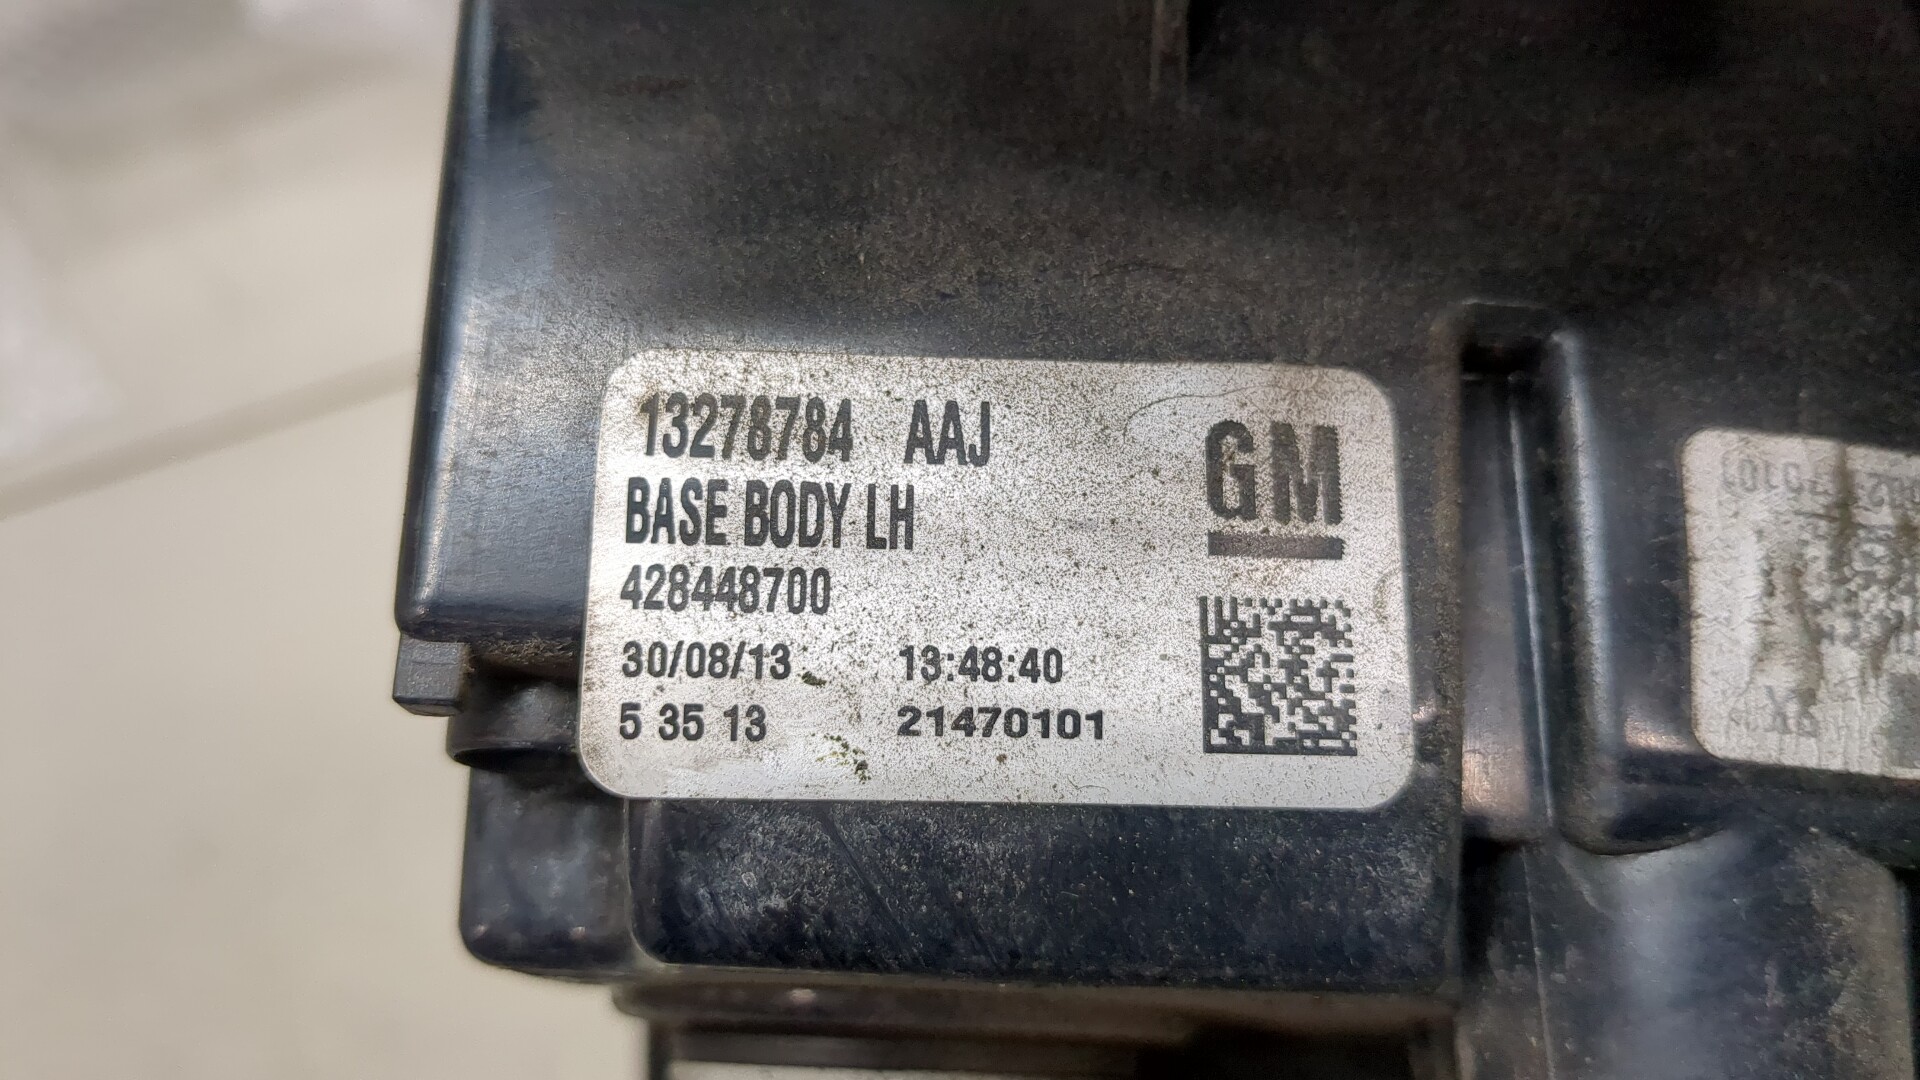 13278784 AAJ
GM
BASE BODY LH
428448700
30/08/13 13:48:40
5 35 13 21470101